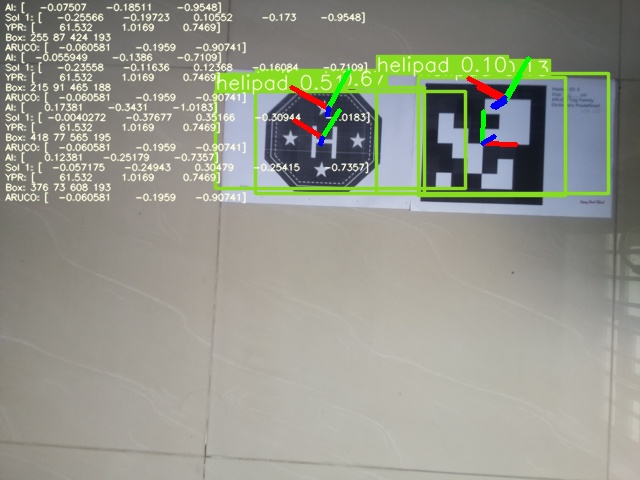 AI: [ -0.07507 -0.18511 -0.9548]
Sol 1: [ -0.25566 -0.19723 0.10552 -0.173 -0.9548]
YPR: [ 61.532 1.0169 0.7469]
Box: 255 87 424 193
ARUCO: [ -0.060581 -0.1959 -0.90741]
AI: [ -0.055949 -0.1386 -0.7109]
Sol 1: [ -0.23558 -0.11636 0.12368 -0.16084 -0.7109]
YPR: [ 61.532 1.0169 0.7469]
Box: 215 91 465 188
ARUCO: [ -0.060581 -0.1959 -0.90741]
AI: [ 0.17381 -0.3431 -1.0183]
Sol 1: [ -0.0040272 -0.37677 0.35166 -0.30944 -1.0183]
YPR: [ 61.532 1.0169 0.7469]
Box: 418 77 565 195
ARUCO: [ -0.060581 -0.1959 -0.90741]
AI: [ 0.12381 -0.25179 -0.7357]
Sol 1: [ -0.057175 -0.24943 0.30479 -0.25415 -0.7357]
YPR: [ 61.532 1.0169 0.7469]
Box: 376 73 608 193
ARUCO: [ -0.060581 -0.1959 -0.90741]
helipad 0.10
helipad 0.51
H